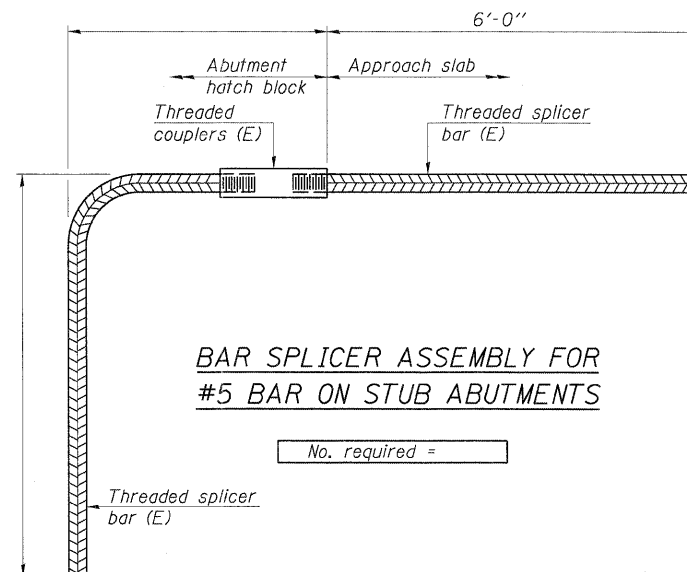 6'-0"
Abutment
hatch block
Approach slab
Threaded
couplers (E)
Threaded splicer
bar (E)
BAR SPLICER ASSEMBLY FOR
#5 BAR ON STUB ABUTMENTS
No. required =
Threaded splicer
bar (E)